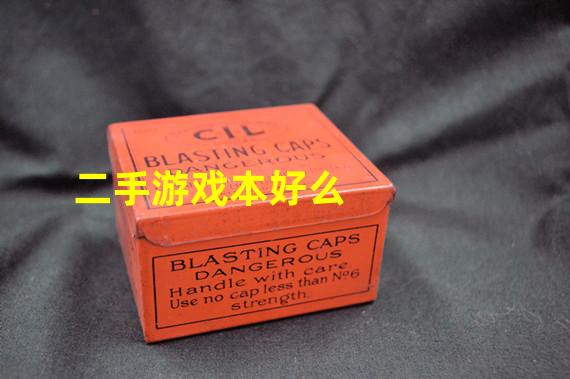 CIL
BLASTING CAPS
DANGEROUS
二手游戏本好么
BLASTING CAPS
DANGEROUS
Handle with care
Use no cap less than No6
strength.